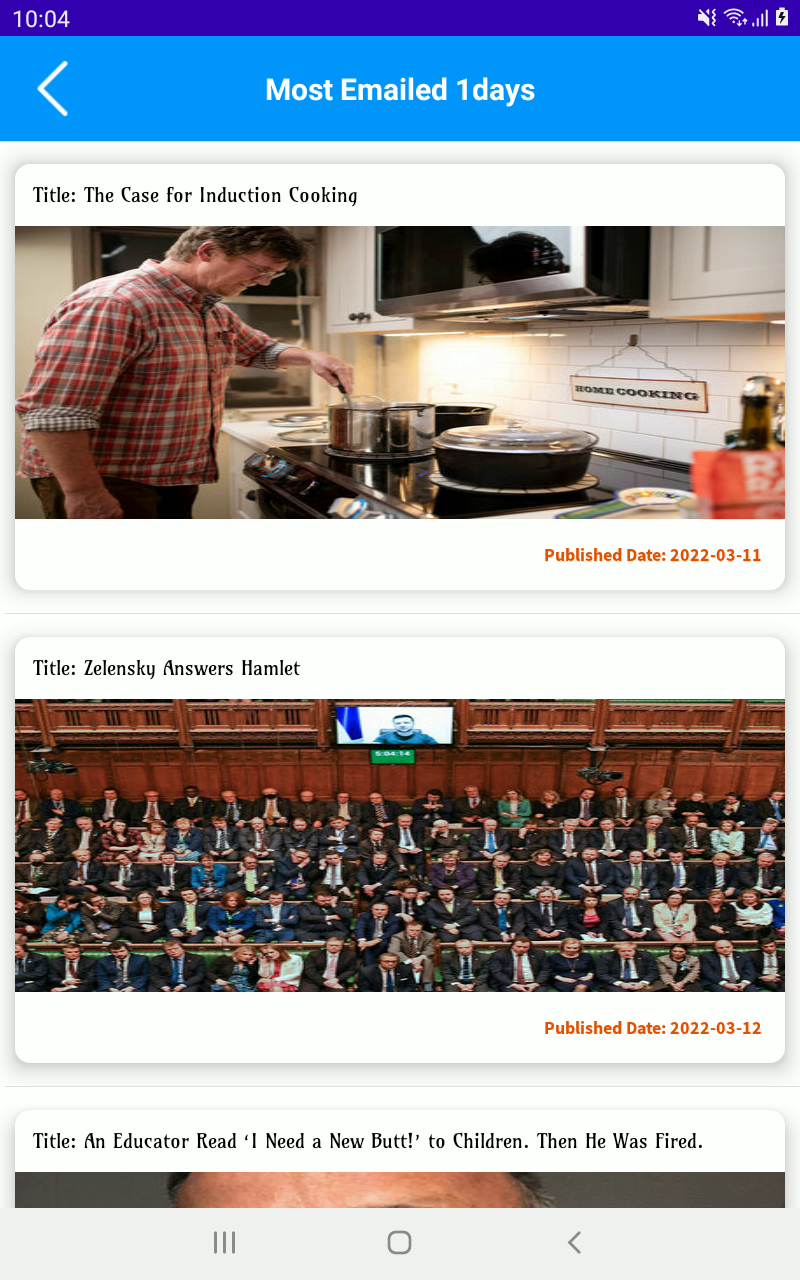 10:04
Most Emailed 1days
Title: The Case for Induction Cooking
HOME COOKING
Published Date: 2022-03-11
Title: Zelensky Answers Hamlet
5:04:14
Published Date: 2022-03-12
Title: An Educator Read ‘I Need a New Butt!’ to Children. Then He Was Fired.